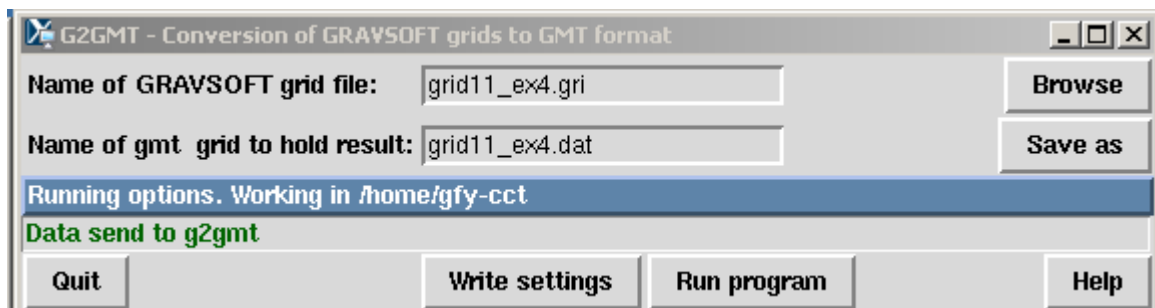 G2GMT - Conversion of GRAVSOFT grids to GMT format
Name of GRAVSOFT grid file: grid11_ex4.gri Browse
Name of gmt grid to hold result: grid11_ex4.dat Save as
Running options. Working in /home/gfy-cct
Data send to g2gmt
Quit Write settings Run program Help